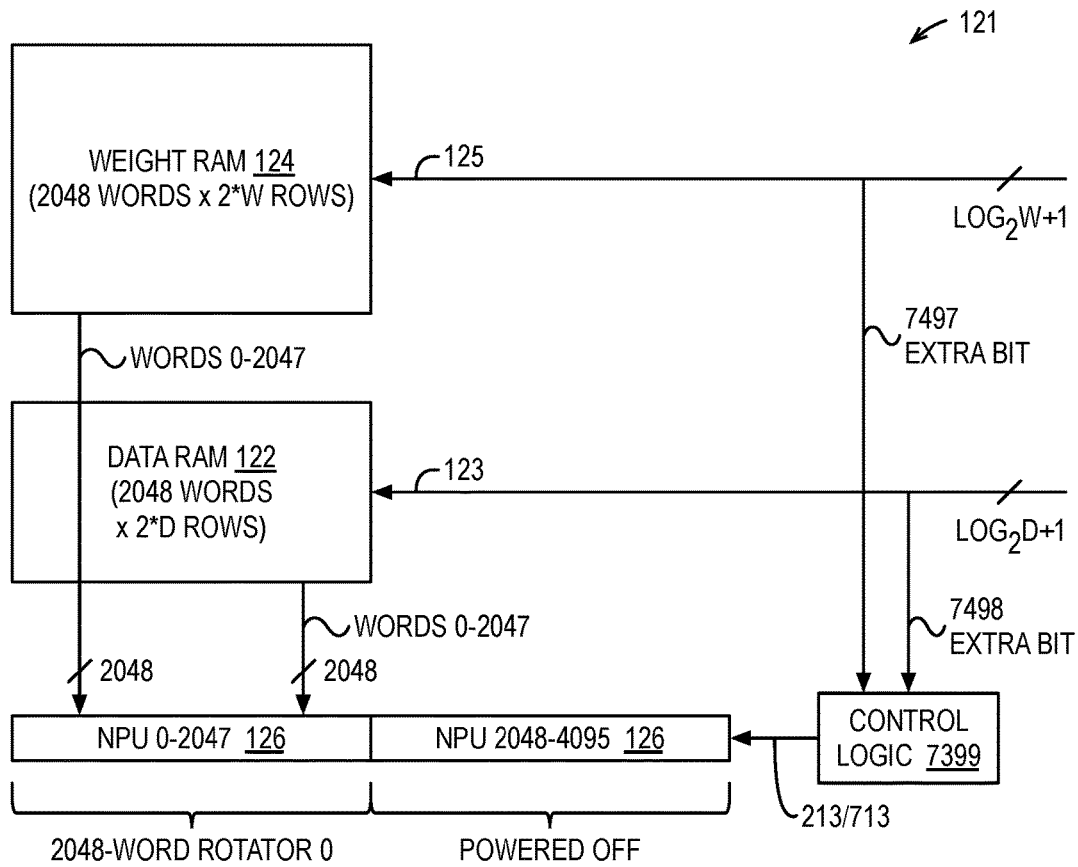 121
WEIGHT RAM 124
(2048 WORDS x 2*W ROWS)
125
LOG2W+1
7497
EXTRA BIT
WORDS 0-2047
DATA RAM 122
(2048 WORDS
x 2*D ROWS)
123
LOG2D+1
7498
EXTRA BIT
WORDS 0-2047
2048
2048
NPU 0-2047 126
NPU 2048-4095 126
CONTROL
LOGIC 7399
213/713
2048-WORD ROTATOR 0
POWERED OFF